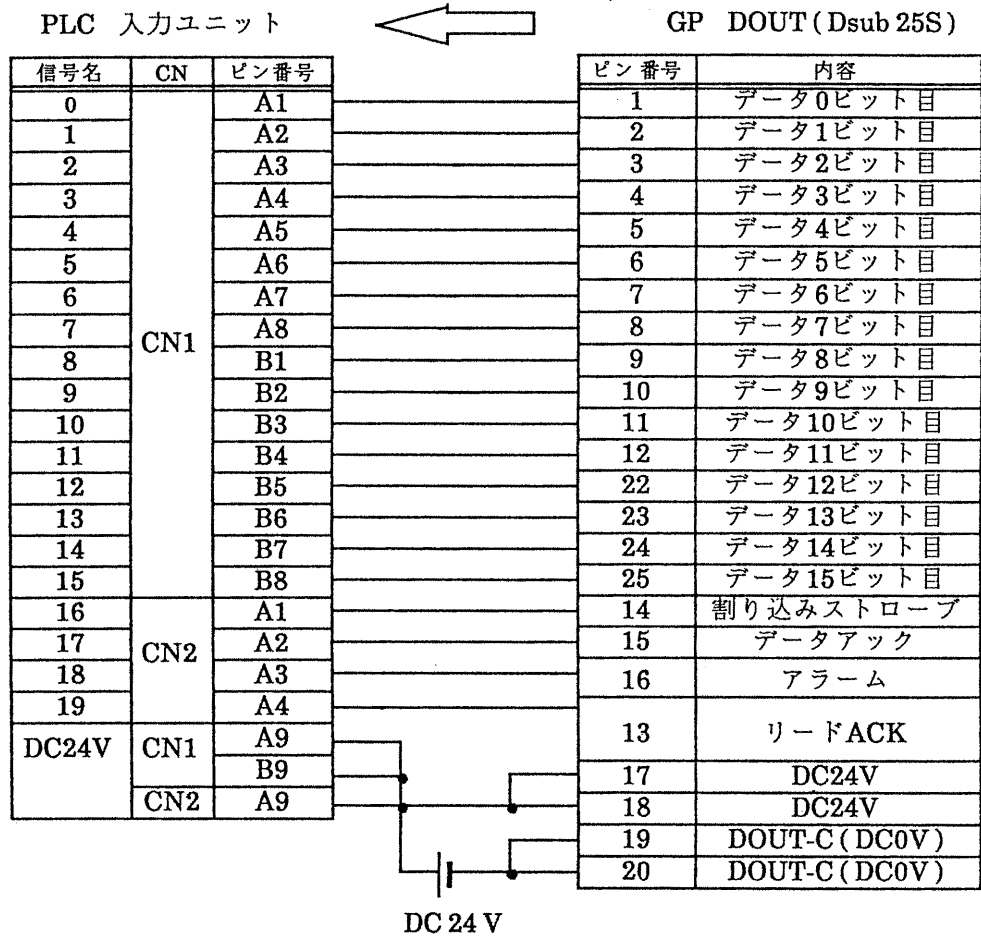 PLC 入力ユニット
GP DOUT ( Dsub 25S )
信号名 CN ピン番号 ピン番号 内容
0 A1 1 データ0ビット目
1 A2 2 データ1ビット目
2 A3 3 データ2ビット目
3 A4 4 データ3ビット目
4 A5 5 データ4ビット目
5 A6 6 データ5ビット目
6 A7 7 データ6ビット目
7 CN1 A8 8 データ7ビット目
8 B1 9 データ8ビット目
9 B2 10 データ9ビット目
10 B3 11 データ10ビット目
11 B4 12 データ11ビット目
12 B5 22 データ12ビット目
13 B6 23 データ13ビット目
14 B7 24 データ14ビット目
15 B8 25 データ15ビット目
16 A1 14 割り込みストローブ
17 CN2 A2 15 データアック
18 A3 16 アラーム
19 A4 13 リードACK
DC24V CN1 A9
B9 17 DC24V
CN2 A9 18 DC24V
19 DOUT-C ( DC0V )
20 DOUT-C ( DC0V )
DC 24 V